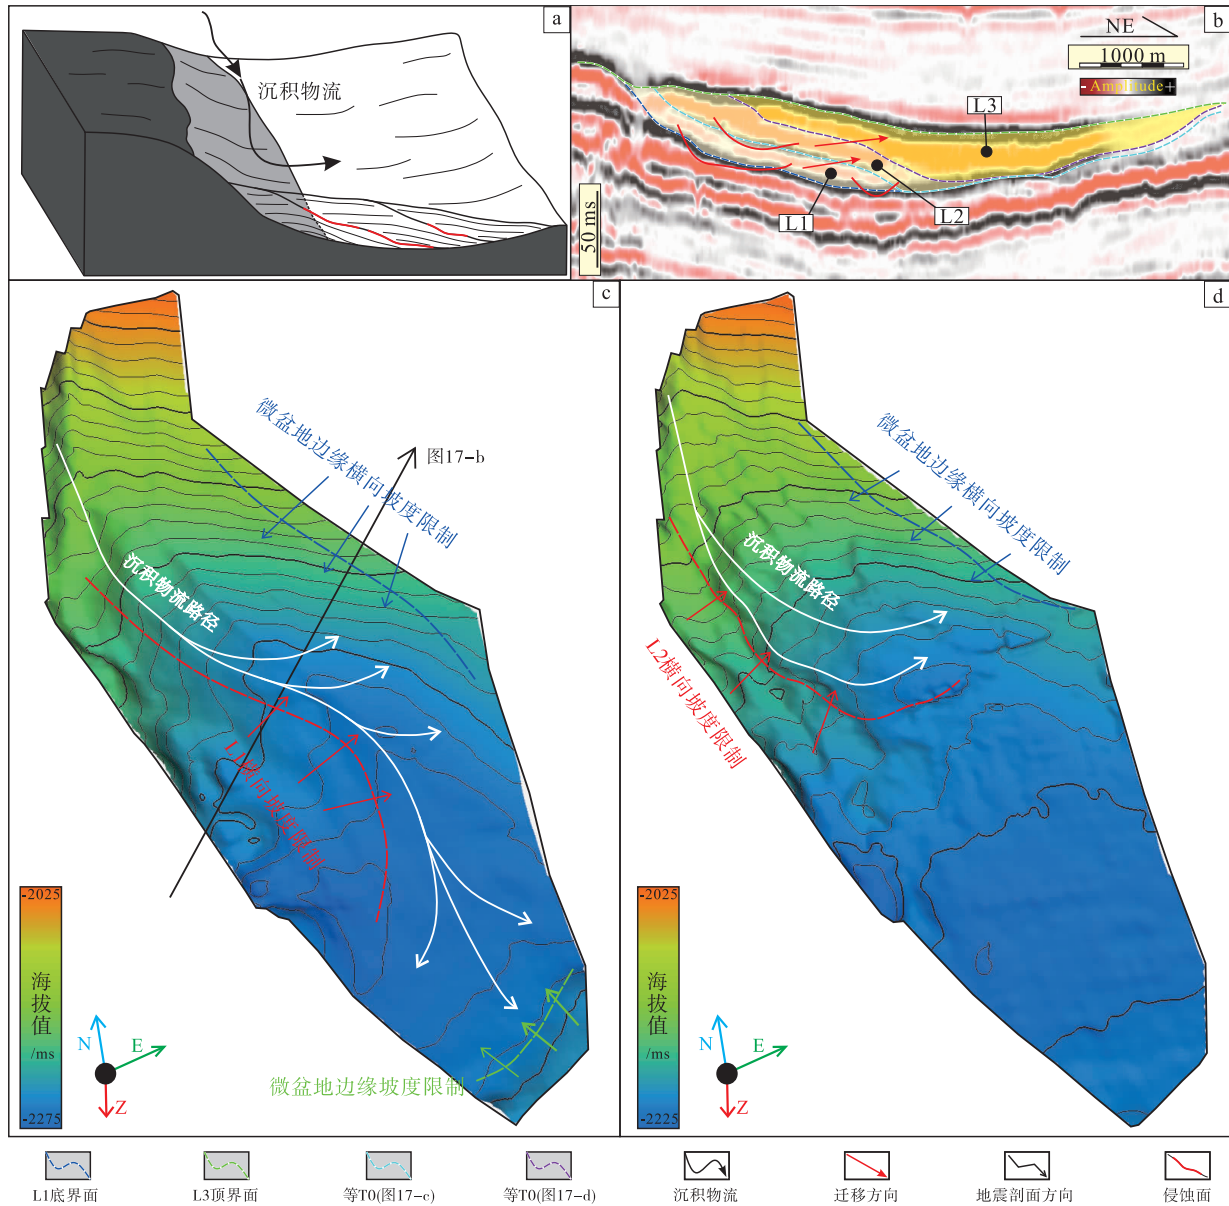 a
沉积物流
b
NE
1000 m
- Amplitude +
L3
L1
L2
50 ms
c
微盆地边缘横向坡度限制
图17-b
沉积物流路径
L1横向坡度限制
微盆地边缘坡度限制
-2025
海拔值
/ms
-2275
N
E
Z
d
微盆地边缘横向坡度限制
沉积物流路径
L2横向坡度限制
-2025
海拔值
/ms
-2225
N
E
Z
L1底界面
L3顶界面
等T0(图17-c)
等T0(图17-d)
沉积物流
迁移方向
地震剖面方向
侵蚀面